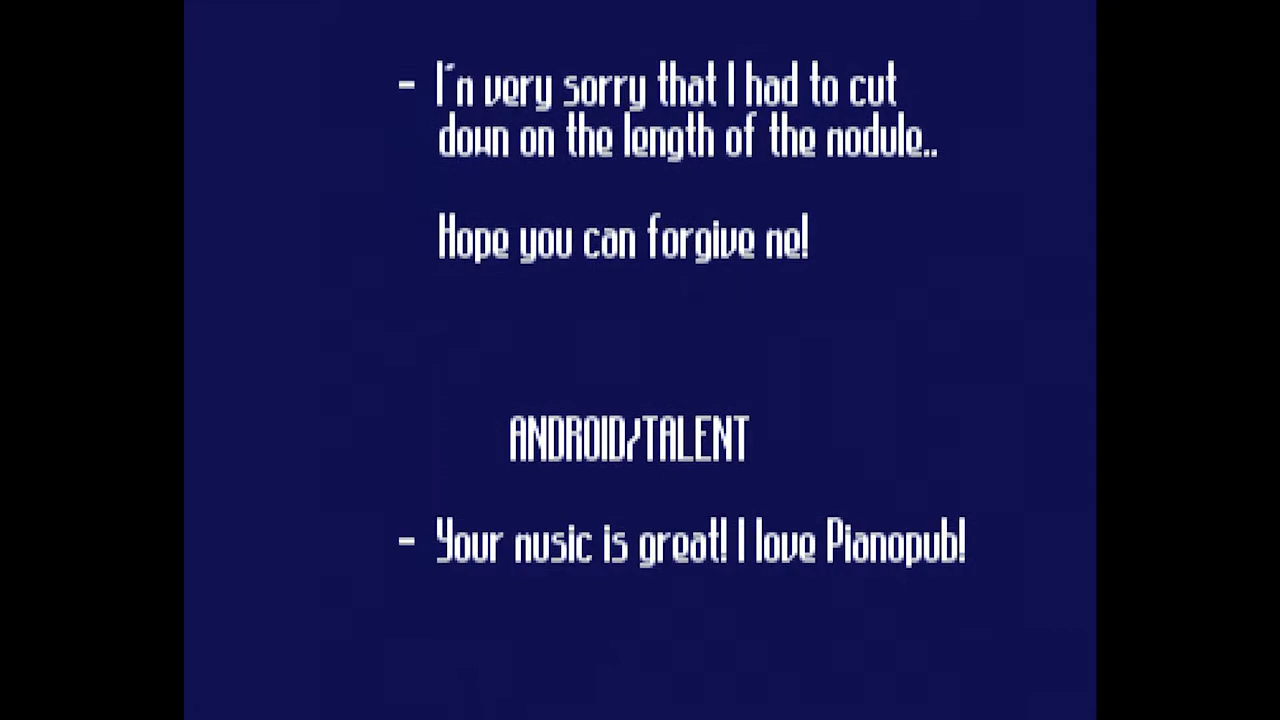 - I'm very sorry that I had to cut
down on the length of the module..
Hope you can forgive me!
ANDROID/TALENT
- Your music is great! I love Pianopub!